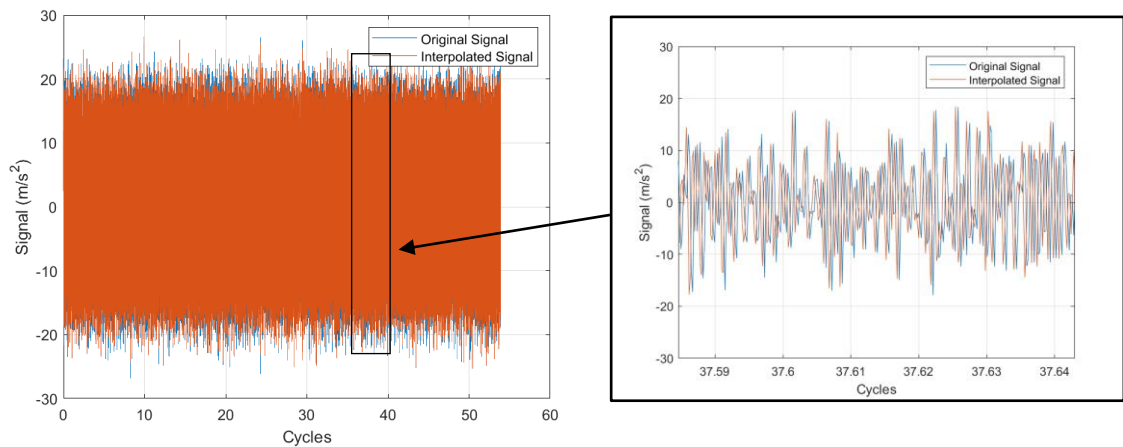 30
20
10
0
-10
-20
-30
Signal (m/s²)
0 10 20 30 40 50 60
Cycles
Original Signal
Interpolated Signal
30
20
10
0
-10
-20
-30
Signal (m/s²)
37.59 37.6 37.61 37.62 37.63 37.64
Cycles
Original Signal
Interpolated Signal